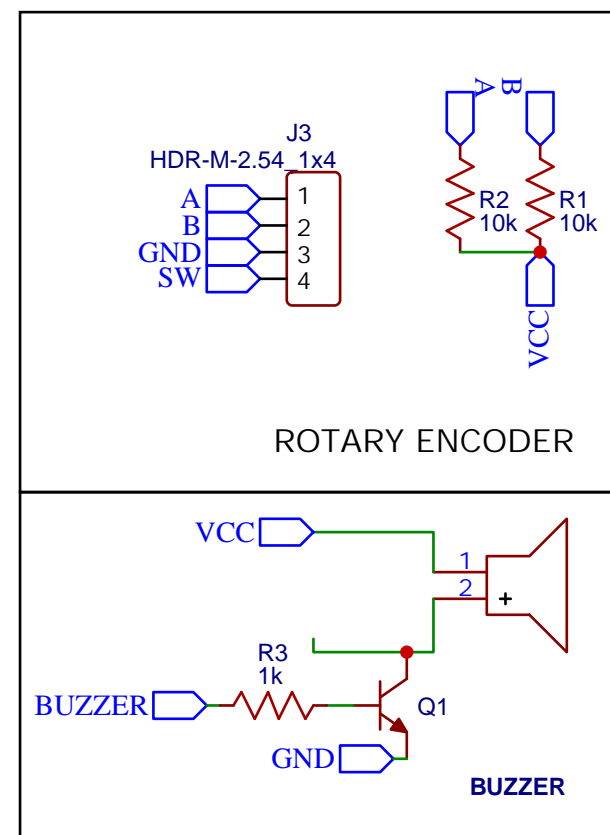 J3
HDR-M-2.54_1x4
A
B
GND
SW
1
2
3
4
A
B
R2
10k
R1
10k
VCC
ROTARY ENCODER
VCC
1
2
+
R3
1k
BUZZER
Q1
GND
BUZZER